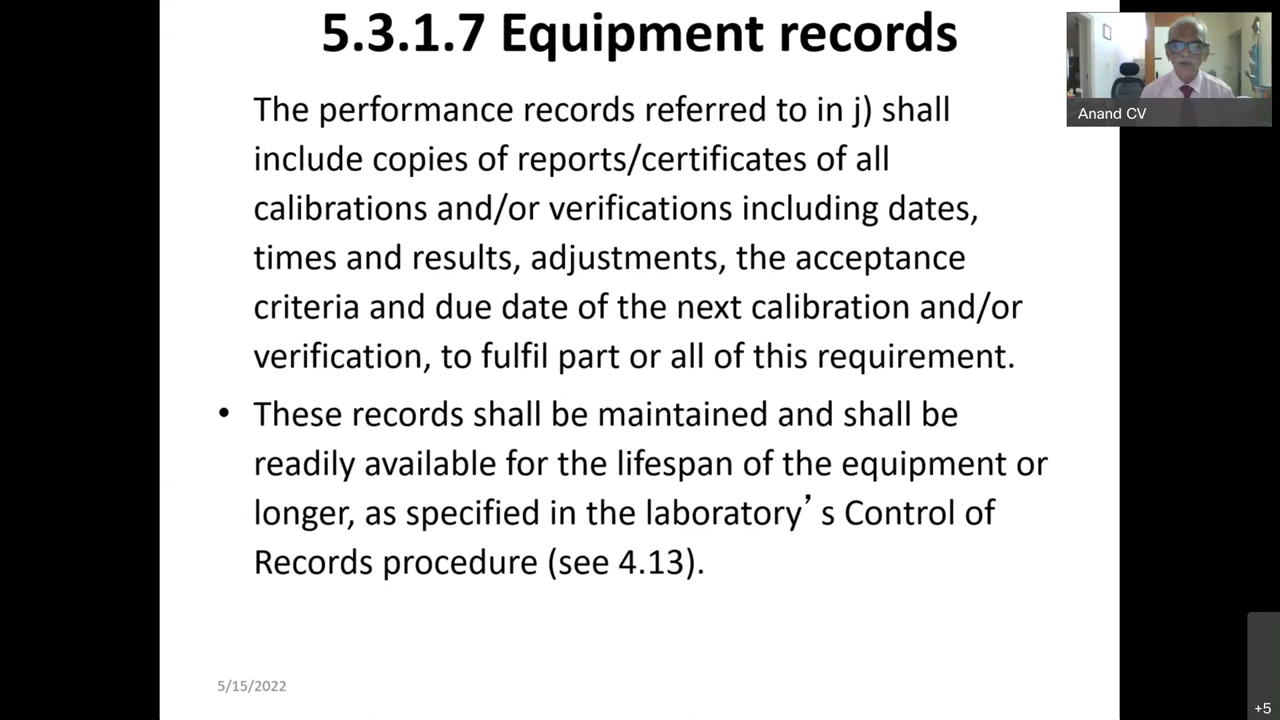 5.3.1.7 Equipment records
Anand CV
The performance records referred to in j) shall
include copies of reports/certificates of all
calibrations and/or verifications including dates,
times and results, adjustments, the acceptance
criteria and due date of the next calibration and/or
verification, to fulfil part or all of this requirement.
• These records shall be maintained and shall be
readily available for the lifespan of the equipment or
longer, as specified in the laboratory’s Control of
Records procedure (see 4.13).
5/15/2022
+5